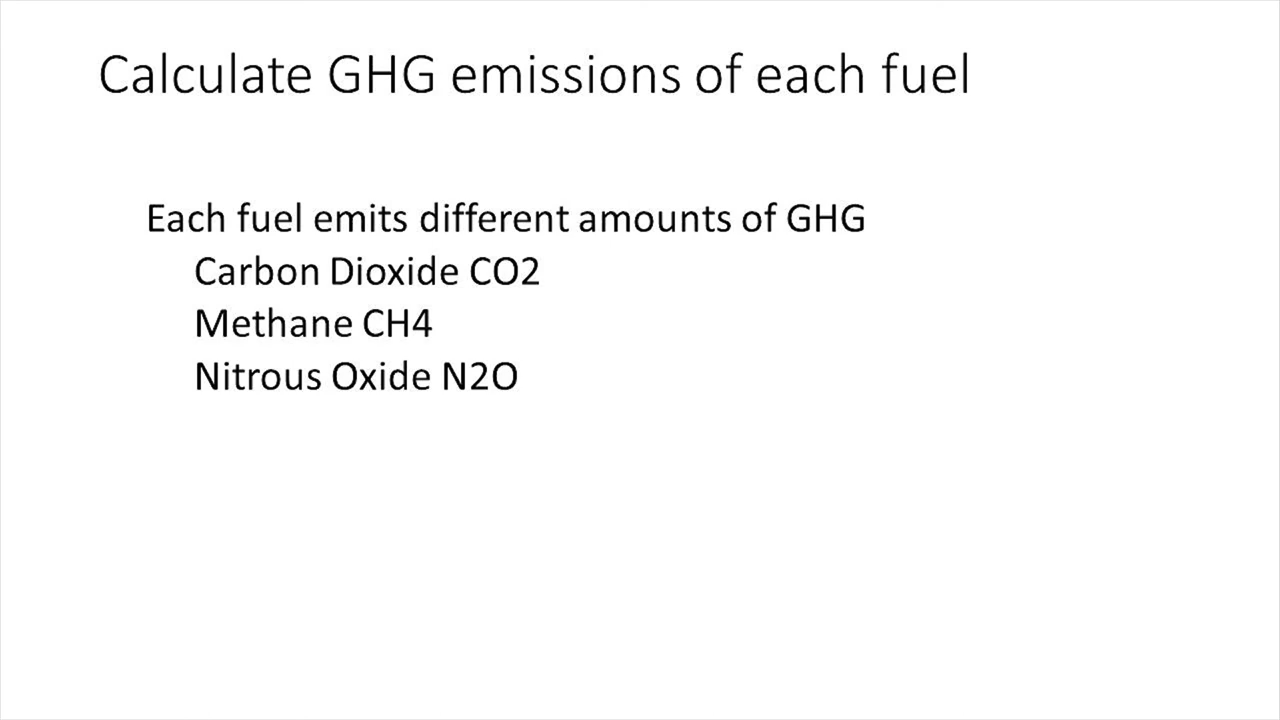 Calculate GHG emissions of each fuel
Each fuel emits different amounts of GHG
Carbon Dioxide CO2
Methane CH4
Nitrous Oxide N2O